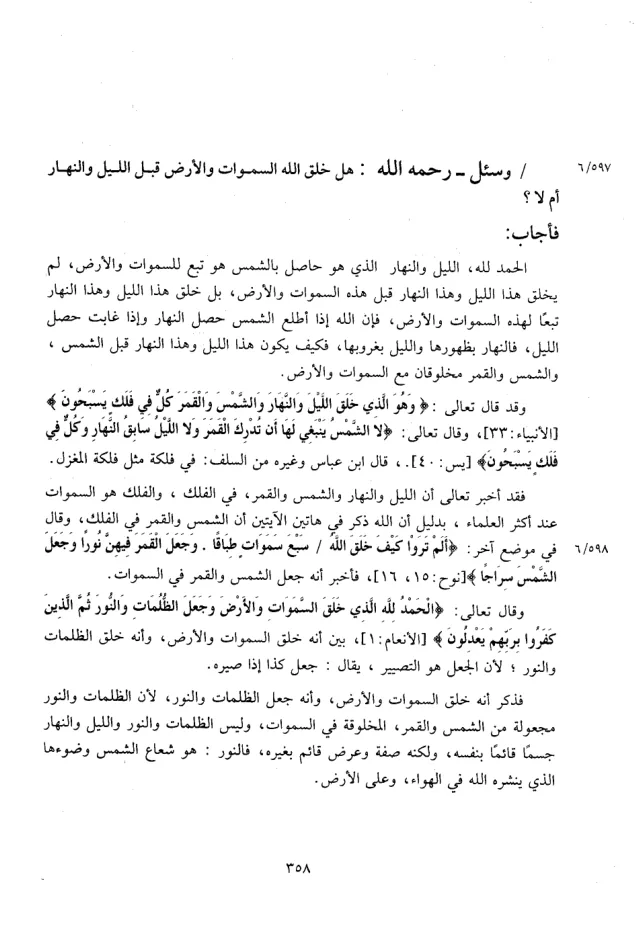 ٦/٥٩٧ / وسئل ـ رحمه الله : هل خلق الله السموات والأرض قبل الليل والنهار
أم لا ؟
فأجاب:
الحمد لله، الليل والنهار الذي هو حاصل بالشمس هو تبع للسموات والأرض، لم
يخلق هذا الليل وهذا النهار قبل هذه السموات والأرض، بل خلق هذا الليل وهذا النهار
تبعًا لهذه السموات والأرض، فإن الله إذا أطلع الشمس حصل النهار وإذا غابت حصل
الليل، فالنهار بظهورها والليل بغروبها، فكيف يكون هذا الليل وهذا النهار قبل الشمس ،
والشمس والقمر مخلوقان مع السموات والأرض.
وقد قال تعالى :﴿ وَهُوَ الَّذِي خَلَقَ اللَّيْلَ وَالنَّهَارَ وَالشَّمْسَ وَالْقَمَرَ كُلٌّ فِي فَلَكٍ يَسْبَحُونَ ﴾
[الأنبياء:٣٣]، وقال تعالى: ﴿لا الشَّمْسُ يَنْبَغِي لَهَا أَن تُدْرِكَ الْقَمَرَ وَلا اللَّيْلُ سَابِقُ النَّهَارِ وَكُلٌّ فِي
فَلَكٍ يَسْبَحُونَ﴾ [يس:٤٠].، قال ابن عباس وغيره من السلف: في فلكة مثل فلكة المغزل.
فقد أخبر تعالى أن الليل والنهار والشمس والقمر، في الفلك ، والفلك هو السموات
عند أكثر العلماء ، بدليل أن الله ذكر في هاتين الآيتين أن الشمس والقمر في الفلك، وقال
٦/٥٩٨ في موضع آخر: ﴿أَلَمْ تَرَوْا كَيْفَ خَلَقَ اللَّهُ / سَبْعَ سَمَوَاتٍ طِبَاقًا . وَجَعَلَ الْقَمَرَ فِيهِنَّ نُورًا وَجَعَلَ
الشَّمْسَ سِرَاجًا ﴾[نوح:١٥، ١٦]، فأخبر أنه جعل الشمس والقمر في السموات.
وقال تعالى: ﴿الْحَمْدُ لِلَّهِ الَّذِي خَلَقَ السَّمَوَاتِ وَالأَرْضَ وَجَعَلَ الظُّلُمَاتِ وَالنُّورَ ثُمَّ الَّذِينَ
كَفَرُوا بِرَبِّهِمْ يَعْدِلُونَ ﴾ [الأنعام:١]، بين أنه خلق السموات والأرض، وأنه خلق الظلمات
والنور ؛ لأن الجعل هو التصيير ، يقال : جعل كذا إذا صيره.
فذكر أنه خلق السموات والأرض، وأنه جعل الظلمات والنور، لأن الظلمات والنور
مجعولة من الشمس والقمر، المخلوقة في السموات، وليس الظلمات والنور والليل والنهار
جسمًا قائمًا بنفسه، ولكنه صفة وعرض قائم بغيره، فالنور : هو شعاع الشمس وضوءها
الذي ينشره الله في الهواء، وعلى الأرض.
٣٥٨